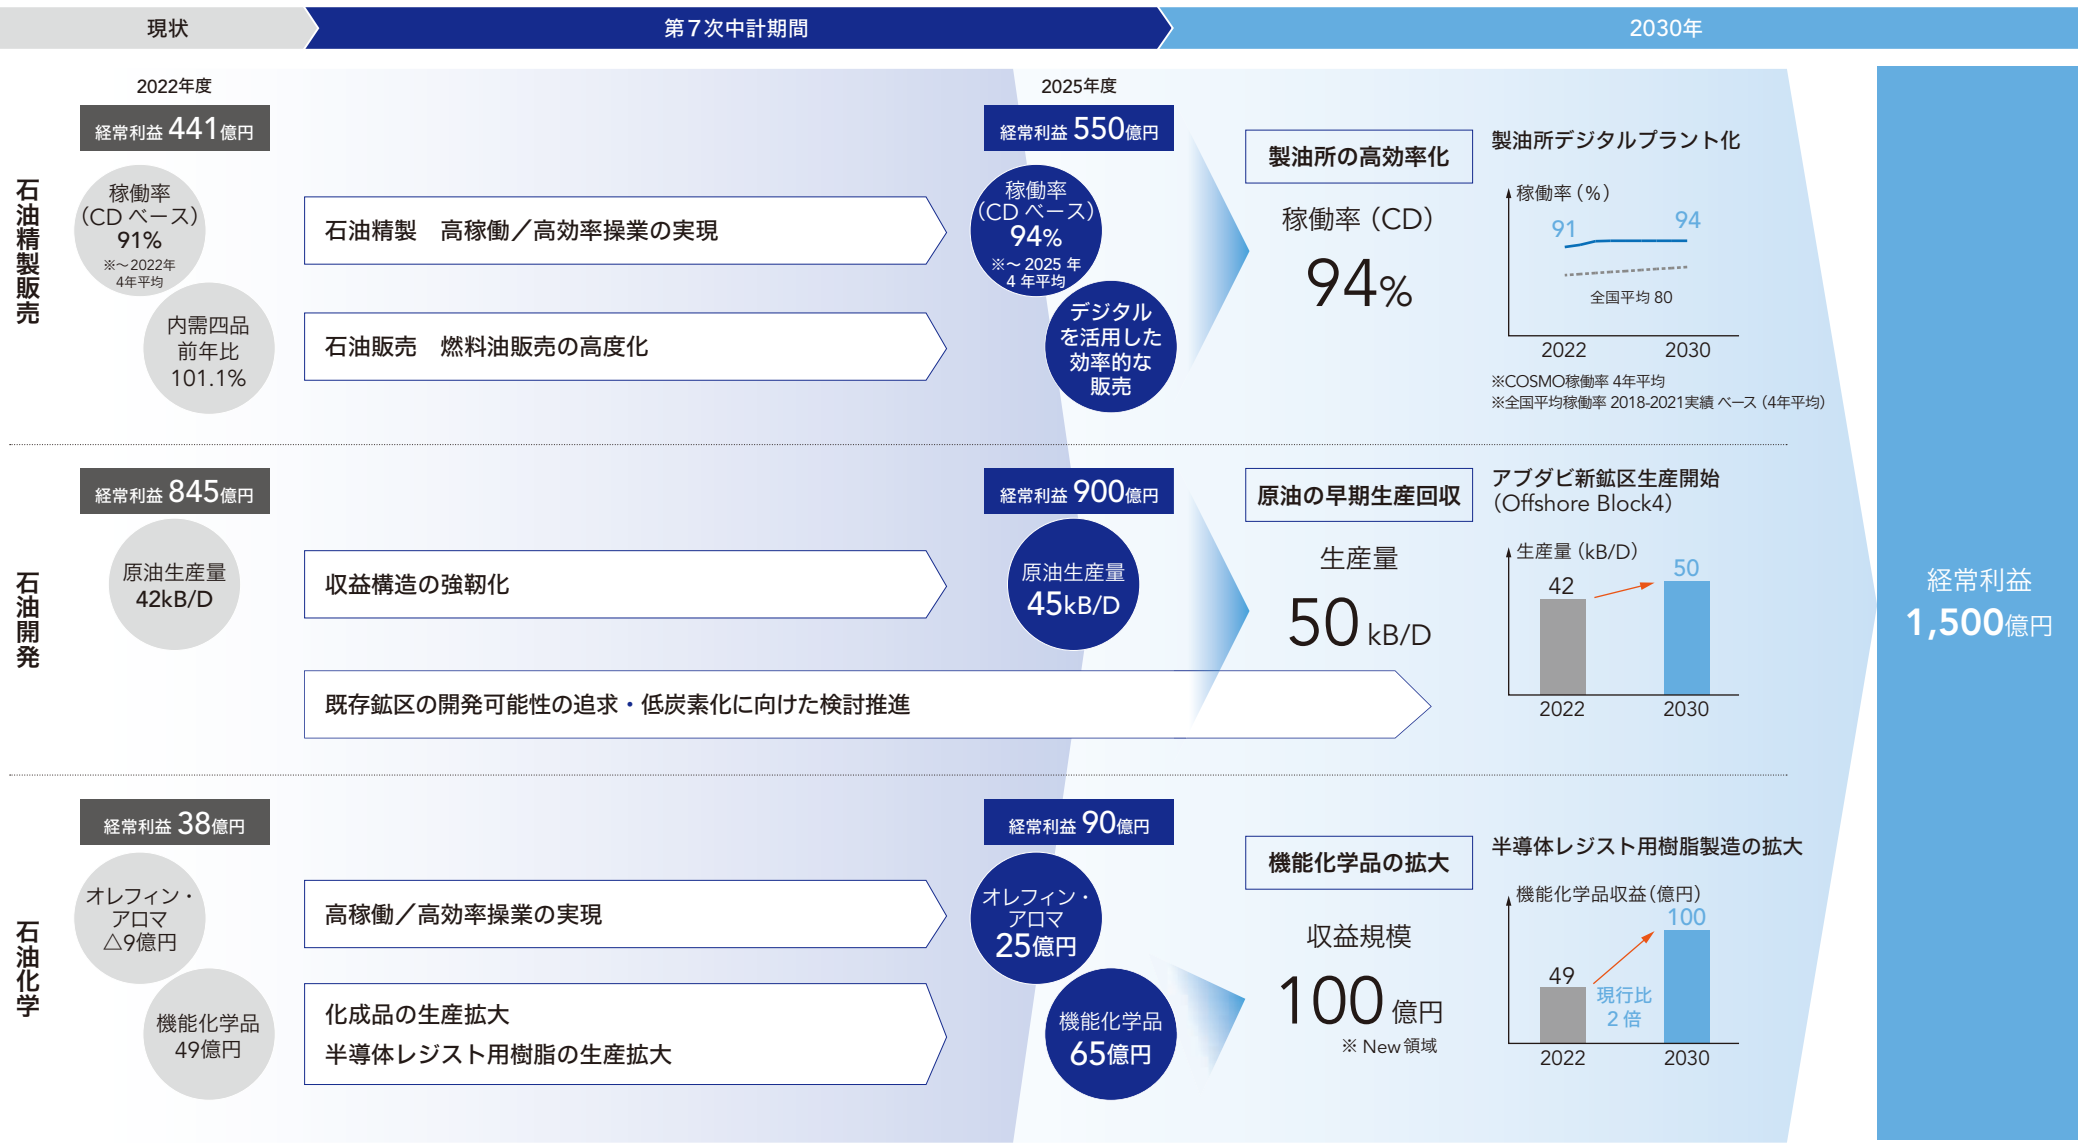 現状
第7次中計期間
2030年
石油精製販売
2022年度
経常利益 441億円
稼働率
(CD ベース)
91%
※～2022年
4年平均
内需四品
前年比
101.1%
石油精製　高稼働／高効率操業の実現
石油販売　燃料油販売の高度化
2025年度
経常利益 550億円
稼働率
(CD ベース)
94%
※～2025 年
4 年平均
デジタル
を活用した
効率的な
販売
製油所の高効率化
稼働率（CD）
94%
製油所デジタルプラント化
稼働率（%）
91
94
全国平均 80
2022
2030
※COSMO稼働率 4年平均
※全国平均稼働率 2018-2021実績 ベース（4年平均）
石油開発
経常利益 845億円
原油生産量
42kB/D
収益構造の強靭化
既存鉱区の開発可能性の追求・低炭素化に向けた検討推進
経常利益 900億円
原油生産量
45kB/D
原油の早期生産回収
生産量
50 kB/D
アブダビ新鉱区生産開始
（Offshore Block4）
生産量（kB/D）
42
50
2022
2030
石油化学
経常利益 38億円
オレフィン・
アロマ
△9億円
機能化学品
49億円
高稼働／高効率操業の実現
化成品の生産拡大
半導体レジスト用樹脂の生産拡大
経常利益 90億円
オレフィン・
アロマ
25億円
機能化学品
65億円
機能化学品の拡大
収益規模
100 億円
※ New 領域
半導体レジスト用樹脂製造の拡大
機能化学品収益（億円）
49
100
現行比
2 倍
2022
2030
経常利益
1,500億円